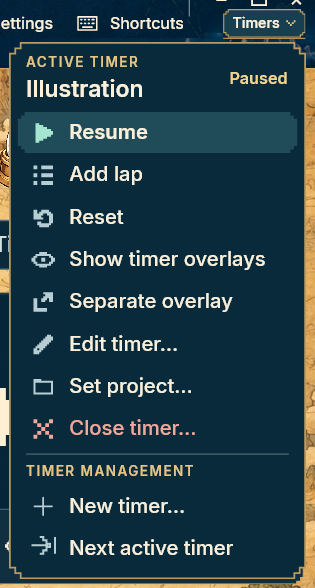 ettings
Shortcuts
Timers
ACTIVE TIMER
Illustration
Paused
Resume
Add lap
Reset
Show timer overlays
Separate overlay
Edit timer...
Set project...
Close timer...
TIMER MANAGEMENT
New timer...
Next active timer